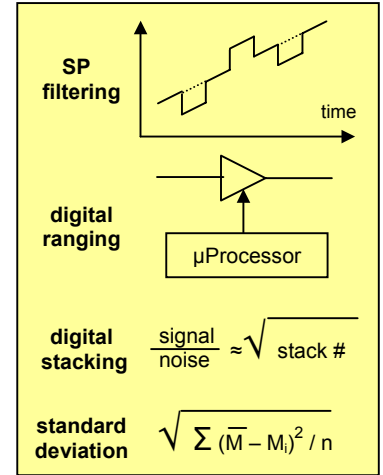 SP
filtering
time
digital
ranging
µProcessor
digital
stacking
signal
noise
≈ √ stack #
standard
deviation
√ Σ (M̅ – Mᵢ)² / n